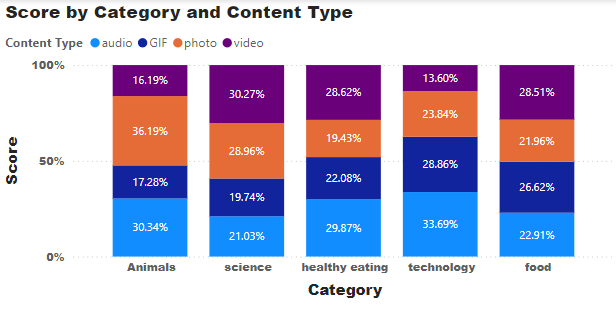 Score by Category and Content Type
Content Type audio GIF photo video
100%
16.19% 30.27% 28.62% 13.60% 28.51%
36.19% 28.96% 19.43% 23.84% 21.96%
50%
17.28% 19.74% 22.08% 28.86% 26.62%
30.34% 21.03% 29.87% 33.69% 22.91%
0%
Animals science healthy eating technology food
Score
Category